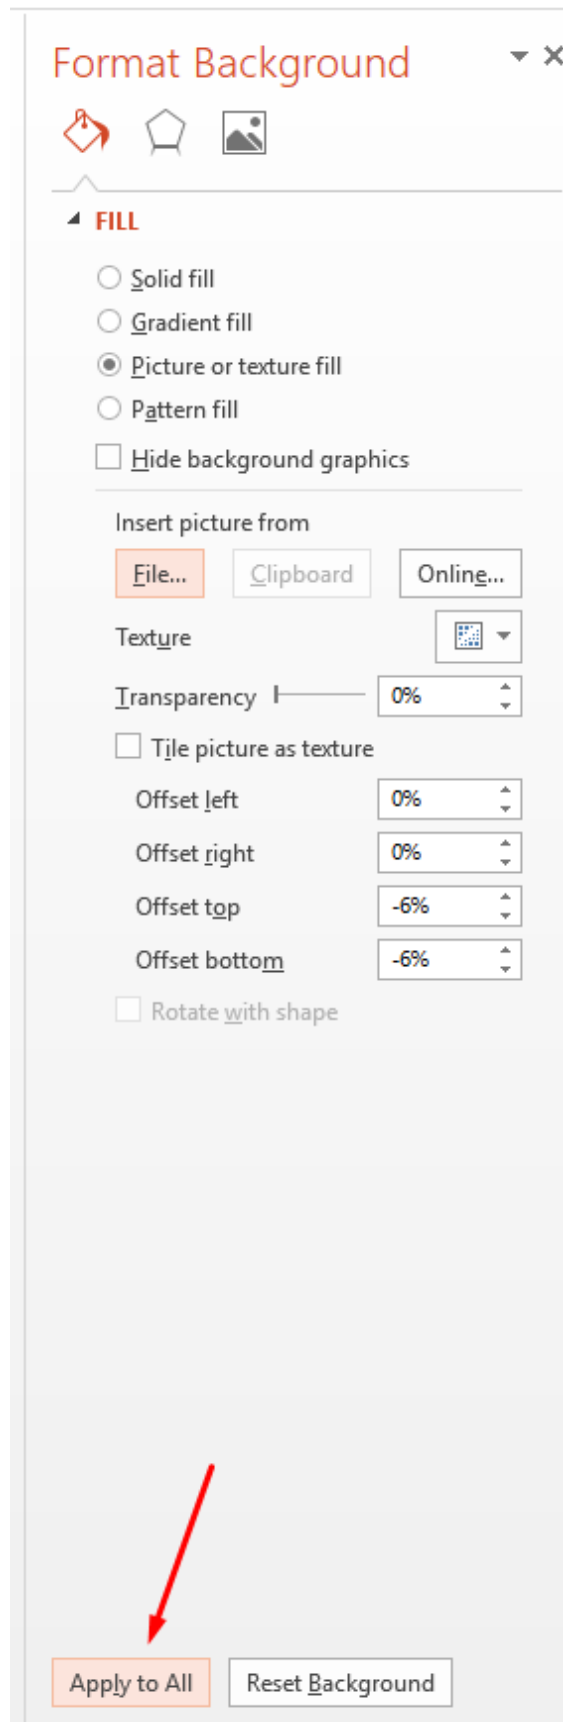 Format Background
FILL
Solid fill
Gradient fill
Picture or texture fill
Pattern fill
Hide background graphics
Insert picture from
File... Clipboard Online...
Texture
Transparency 0%
Tile picture as texture
Offset left 0%
Offset right 0%
Offset top -6%
Offset bottom -6%
Rotate with shape
Apply to All Reset Background